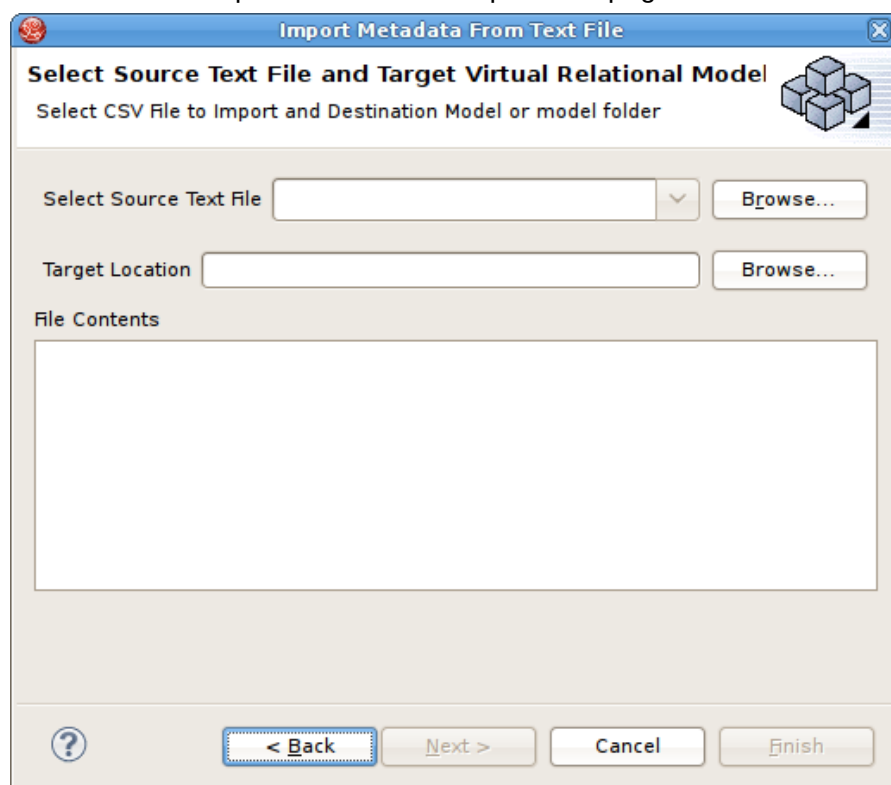 Import Metadata From Text File
Select Source Text File and Target Virtual Relational Model
Select CSV File to Import and Destination Model or model folder
Select Source Text File
Browse...
Target Location
Browse...
File Contents
?
< Back
Next >
Cancel
Finish